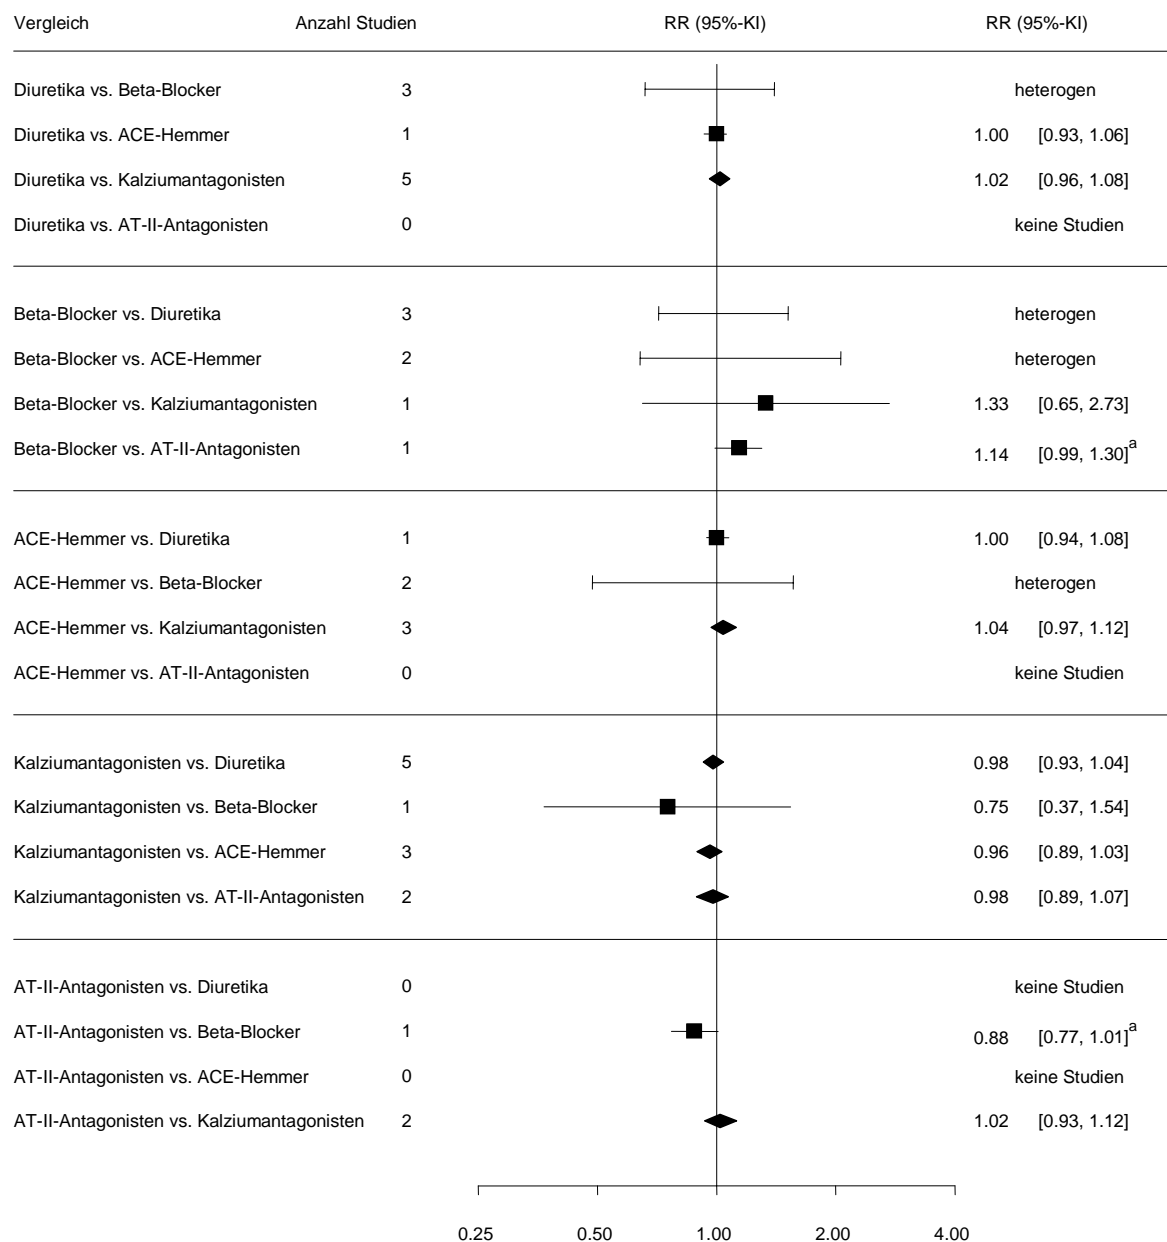 Vergleich Anzahl Studien RR (95%-KI) RR (95%-KI)
Diuretika vs. Beta-Blocker 3 heterogen
Diuretika vs. ACE-Hemmer 1 1.00 [0.93, 1.06]
Diuretika vs. Kalziumantagonisten 5 1.02 [0.96, 1.08]
Diuretika vs. AT-II-Antagonisten 0 keine Studien
Beta-Blocker vs. Diuretika 3 heterogen
Beta-Blocker vs. ACE-Hemmer 2 heterogen
Beta-Blocker vs. Kalziumantagonisten 1 1.33 [0.65, 2.73]
Beta-Blocker vs. AT-II-Antagonisten 1 1.14 [0.99, 1.30]a
ACE-Hemmer vs. Diuretika 1 1.00 [0.94, 1.08]
ACE-Hemmer vs. Beta-Blocker 2 heterogen
ACE-Hemmer vs. Kalziumantagonisten 3 1.04 [0.97, 1.12]
ACE-Hemmer vs. AT-II-Antagonisten 0 keine Studien
Kalziumantagonisten vs. Diuretika 5 0.98 [0.93, 1.04]
Kalziumantagonisten vs. Beta-Blocker 1 0.75 [0.37, 1.54]
Kalziumantagonisten vs. ACE-Hemmer 3 0.96 [0.89, 1.03]
Kalziumantagonisten vs. AT-II-Antagonisten 2 0.98 [0.89, 1.07]
AT-II-Antagonisten vs. Diuretika 0 keine Studien
AT-II-Antagonisten vs. Beta-Blocker 1 0.88 [0.77, 1.01]a
AT-II-Antagonisten vs. ACE-Hemmer 0 keine Studien
AT-II-Antagonisten vs. Kalziumantagonisten 2 1.02 [0.93, 1.12]
0.25 0.50 1.00 2.00 4.00